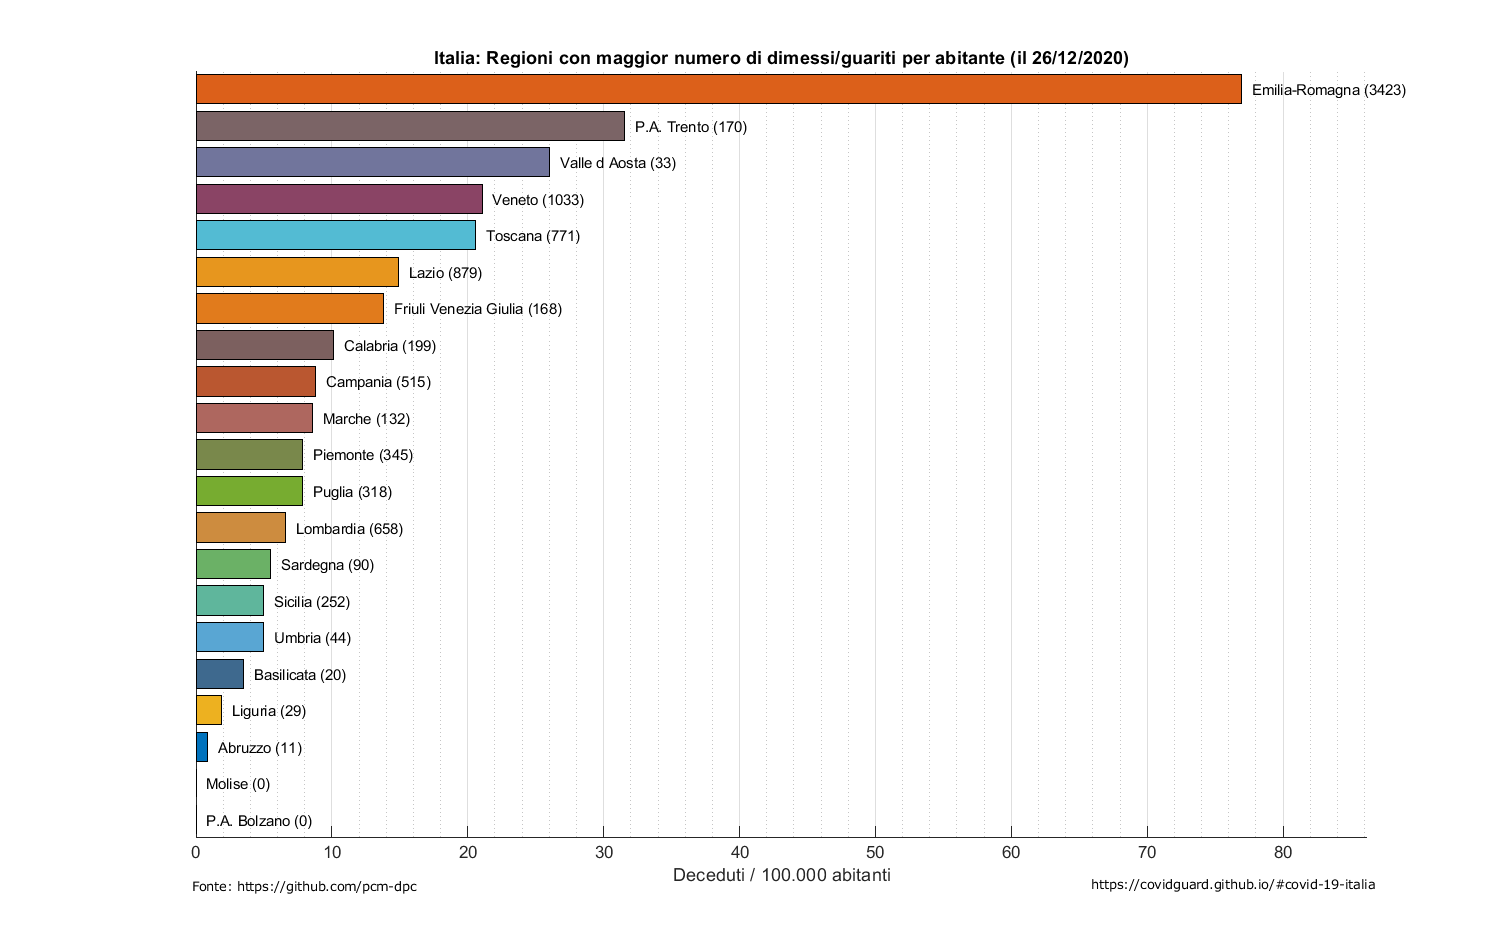 Italia: Regioni con maggior numero di dimessi/guariti per abitante (il 26/12/2020)
Emilia-Romagna (3423)
P.A. Trento (170)
Valle d Aosta (33)
Veneto (1033)
Toscana (771)
Lazio (879)
Friuli Venezia Giulia (168)
Calabria (199)
Campania (515)
Marche (132)
Piemonte (345)
Puglia (318)
Lombardia (658)
Sardegna (90)
Sicilia (252)
Umbria (44)
Basilicata (20)
Liguria (29)
Abruzzo (11)
Molise (0)
P.A. Bolzano (0)
0 10 20 30 40 50 60 70 80
Deceduti / 100.000 abitanti
Fonte: https://github.com/pcm-dpc
https://covidguard.github.io/#covid-19-italia